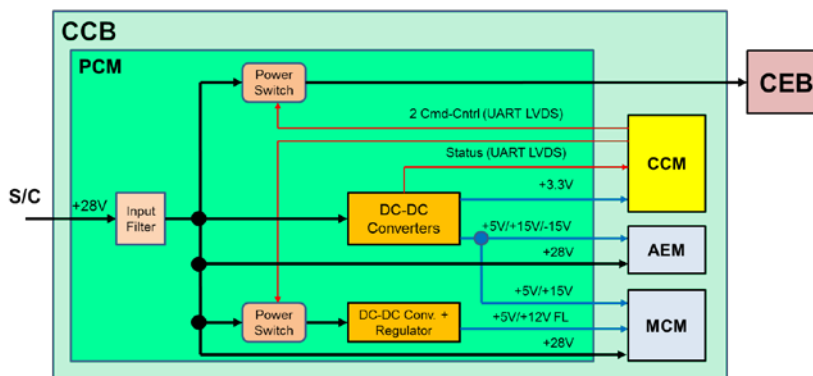 CCB
PCM
Power
Switch
CEB
2 Cmd-Cntrl (UART LVDS)
Status (UART LVDS)
CCM
+3.3V
S/C
+28V
Input
Filter
DC-DC
Converters
+5V/+15V/-15V
+28V
AEM
+5V/+15V
Power
Switch
DC-DC Conv. +
Regulator
+5V/+12V FL
MCM
+28V